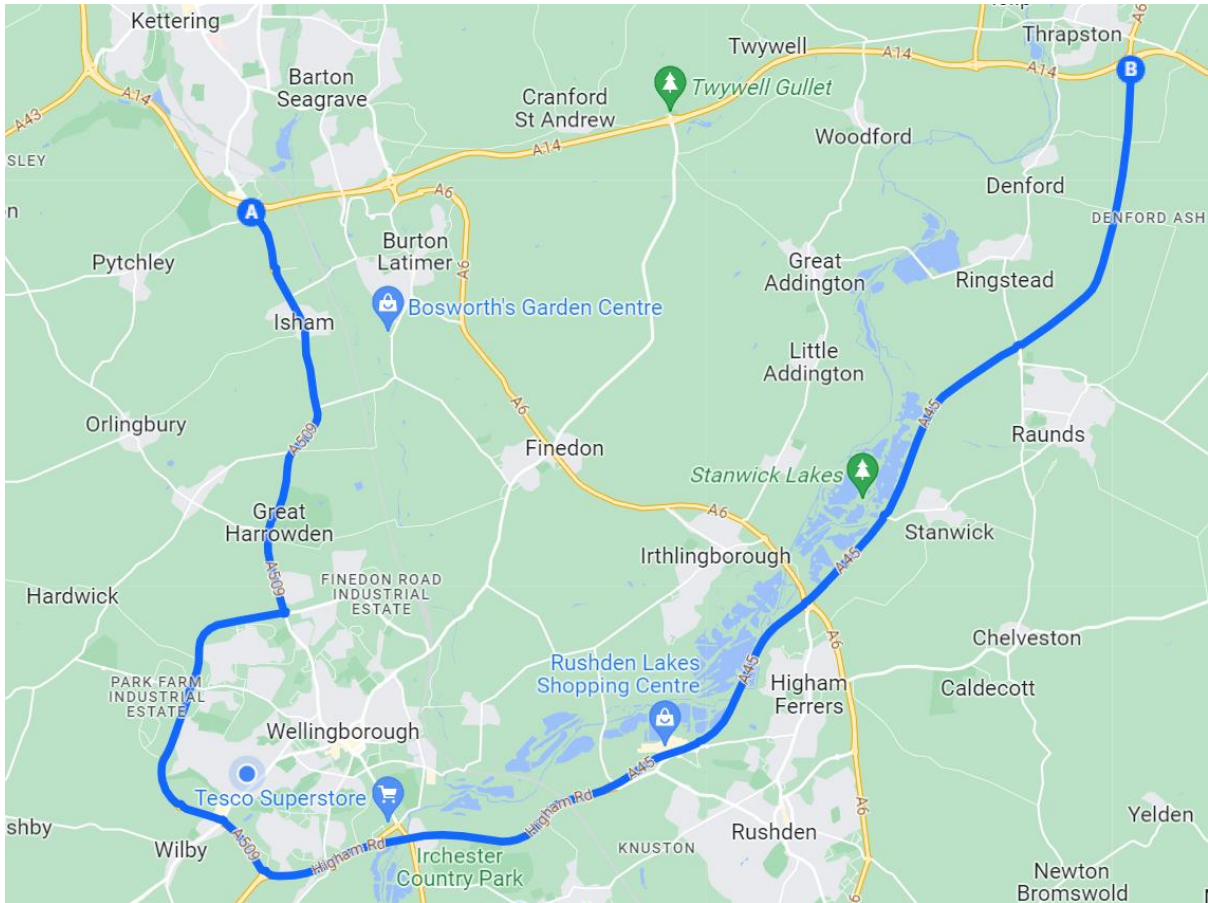 Kettering
Thrapston
A6
Twywell
A14
A14
B
Barton
Seagrave
Twywell Gullet
A14
A43
Cranford
St Andrew
Woodford
A14
SLEY
A6
Denford
A
DENFORD ASH
on
Burton
Latimer
Pytchley
A6
Great
Addington
Ringstead
Bosworth's Garden Centre
Isham
Little
Addington
A6
A45
Orlingbury
A509
Finedon
Raunds
Stanwick Lakes
Great
Harrowden
A6
Stanwick
Irthlingborough
A45
A509
FINEDON ROAD
INDUSTRIAL
ESTATE
Hardwick
A6
Chelveston
Rushden Lakes
Shopping Centre
A45
Higham
Ferrers
Caldecott
PARK FARM
INDUSTRIAL
ESTATE
Wellingborough
A45
Tesco Superstore
Higham Rd
A6
Rushden
Yelden
shby
Wilby
A509
Higham Rd
Irchester
Country Park
KNUSTON
Newton
Bromswold